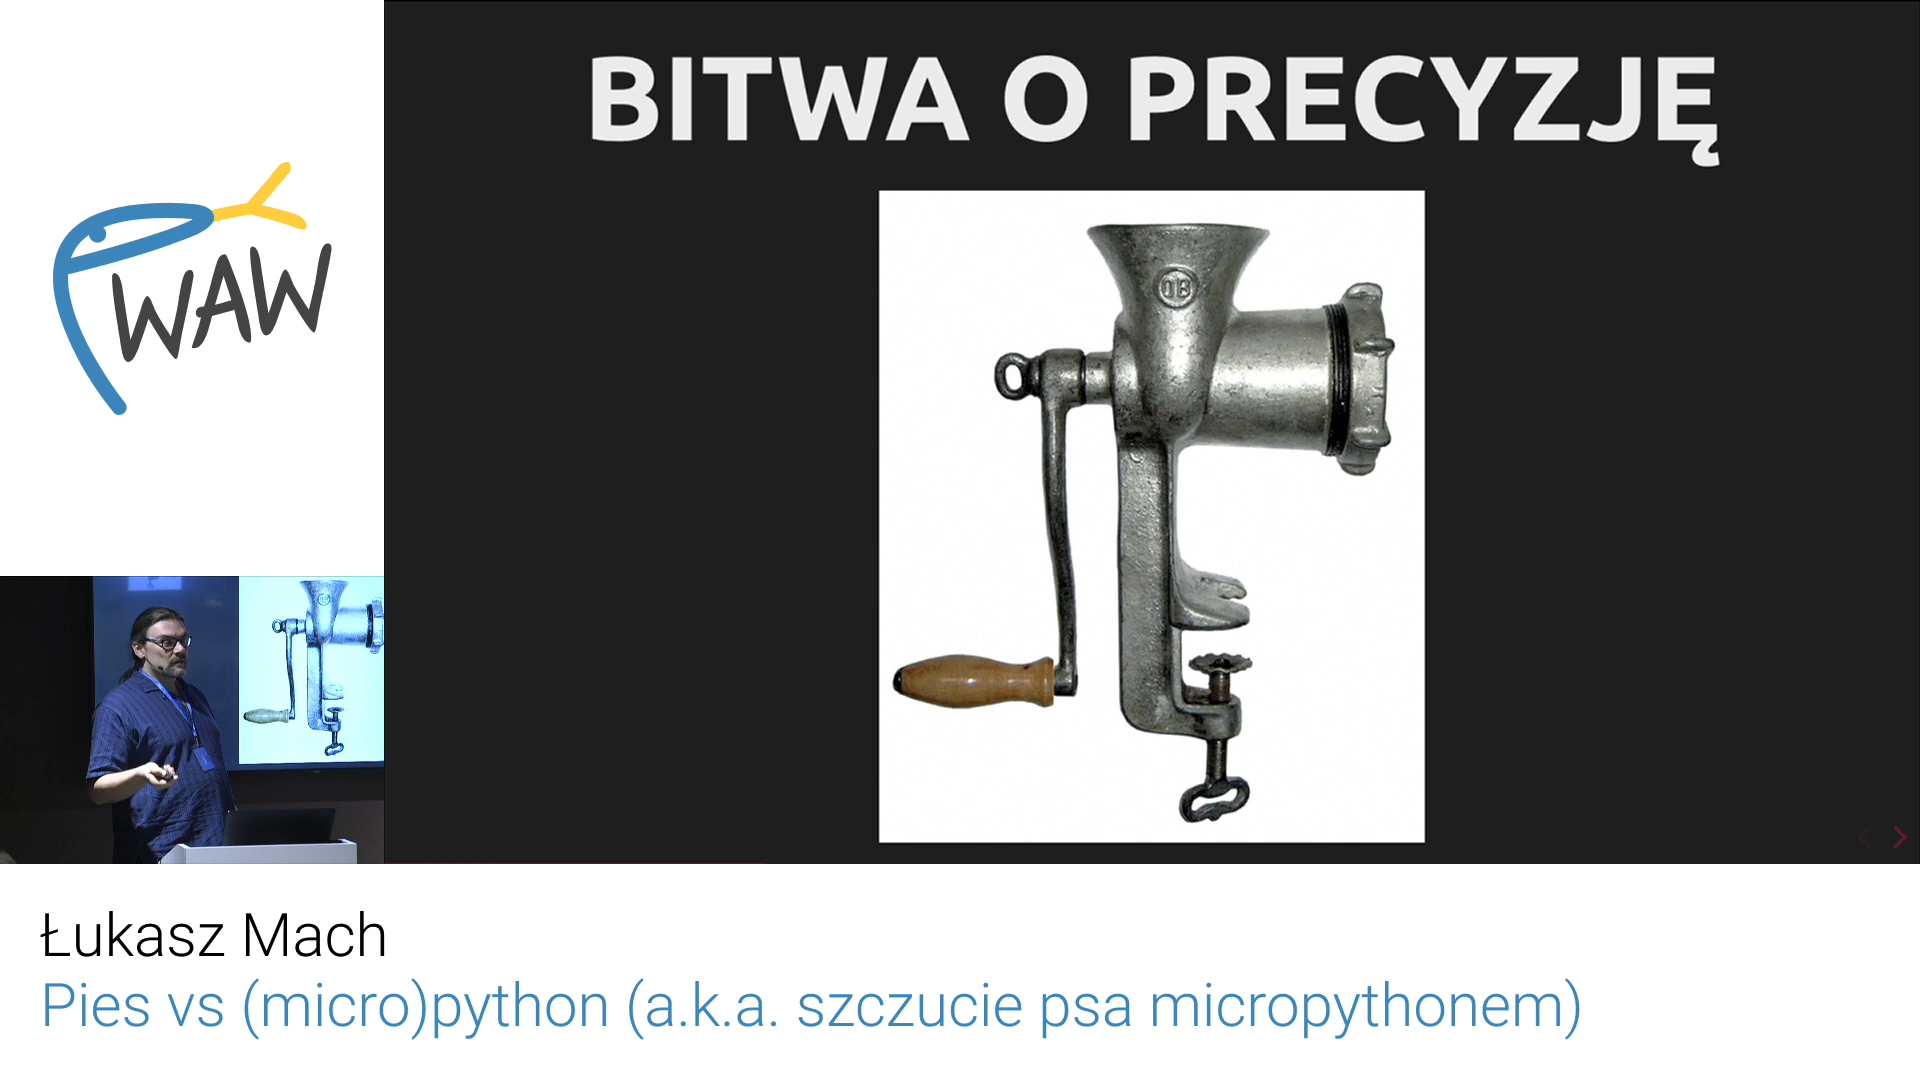 BITWA O PRECYZJĘ
WAW
Łukasz Mach
Pies vs (micro)python (a.k.a. szczucie psa micropythonem)